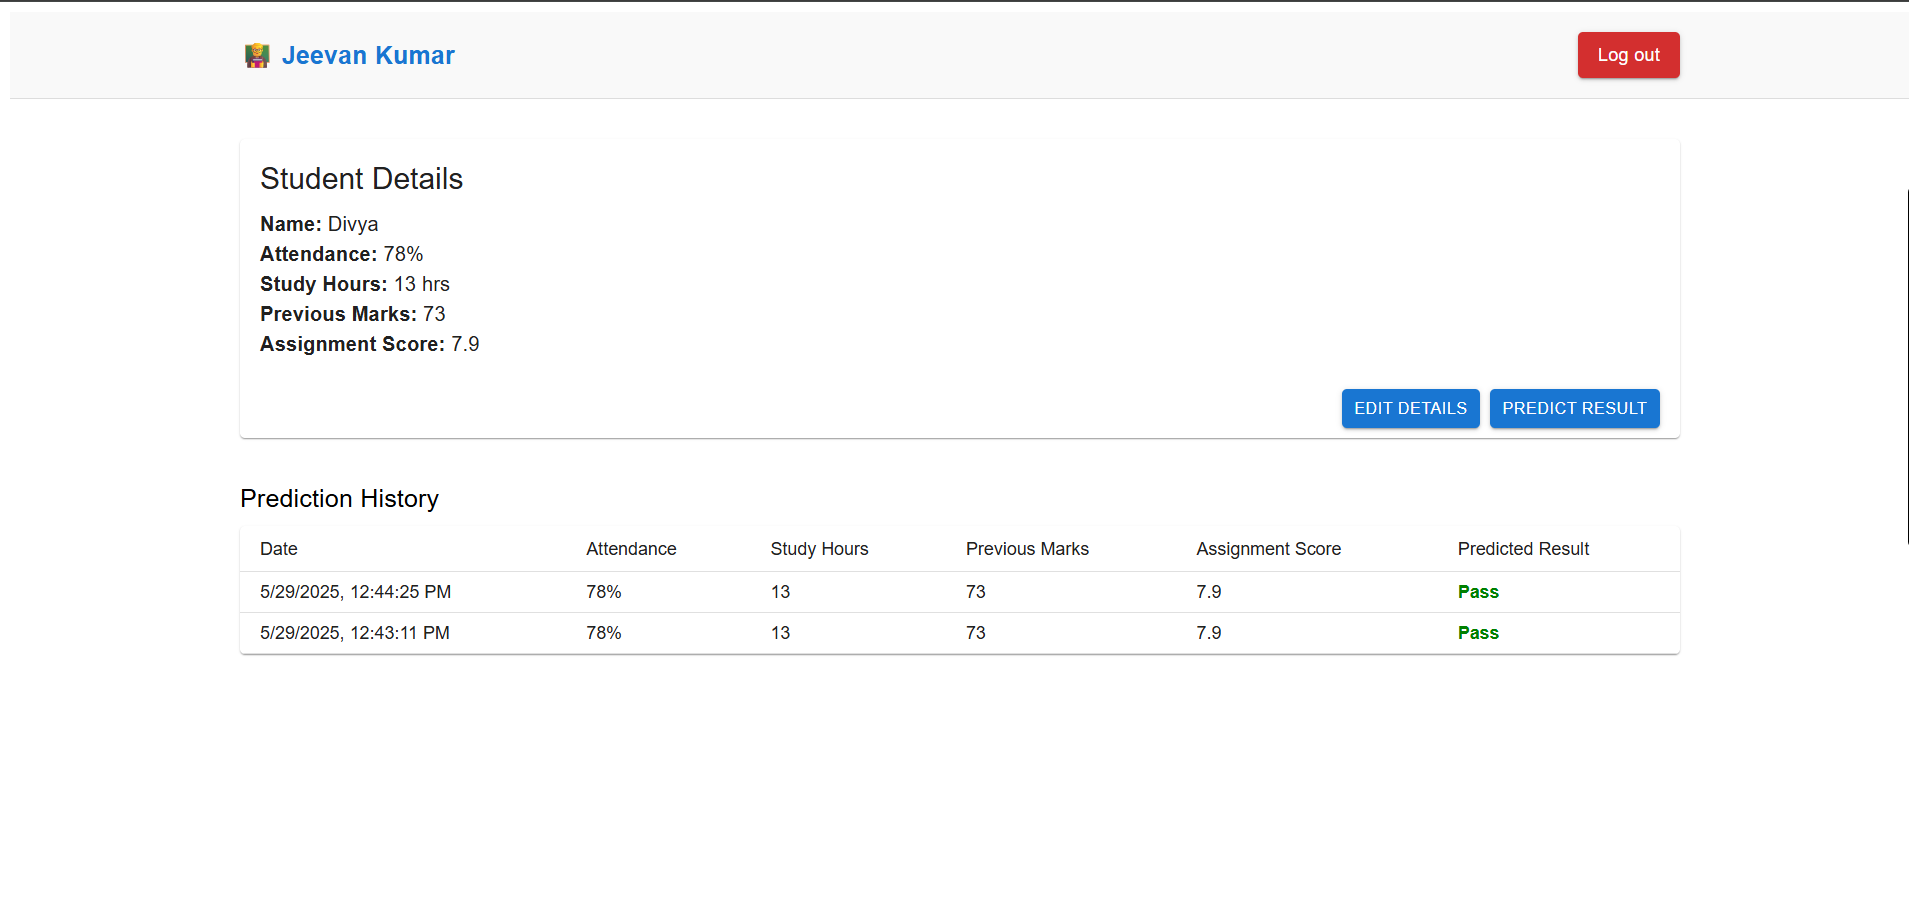 Jeevan Kumar
Log out
Student Details
Name: Divya
Attendance: 78%
Study Hours: 13 hrs
Previous Marks: 73
Assignment Score: 7.9
EDIT DETAILS PREDICT RESULT
Prediction History
Date Attendance Study Hours Previous Marks Assignment Score Predicted Result
5/29/2025, 12:44:25 PM 78% 13 73 7.9 Pass
5/29/2025, 12:43:11 PM 78% 13 73 7.9 Pass